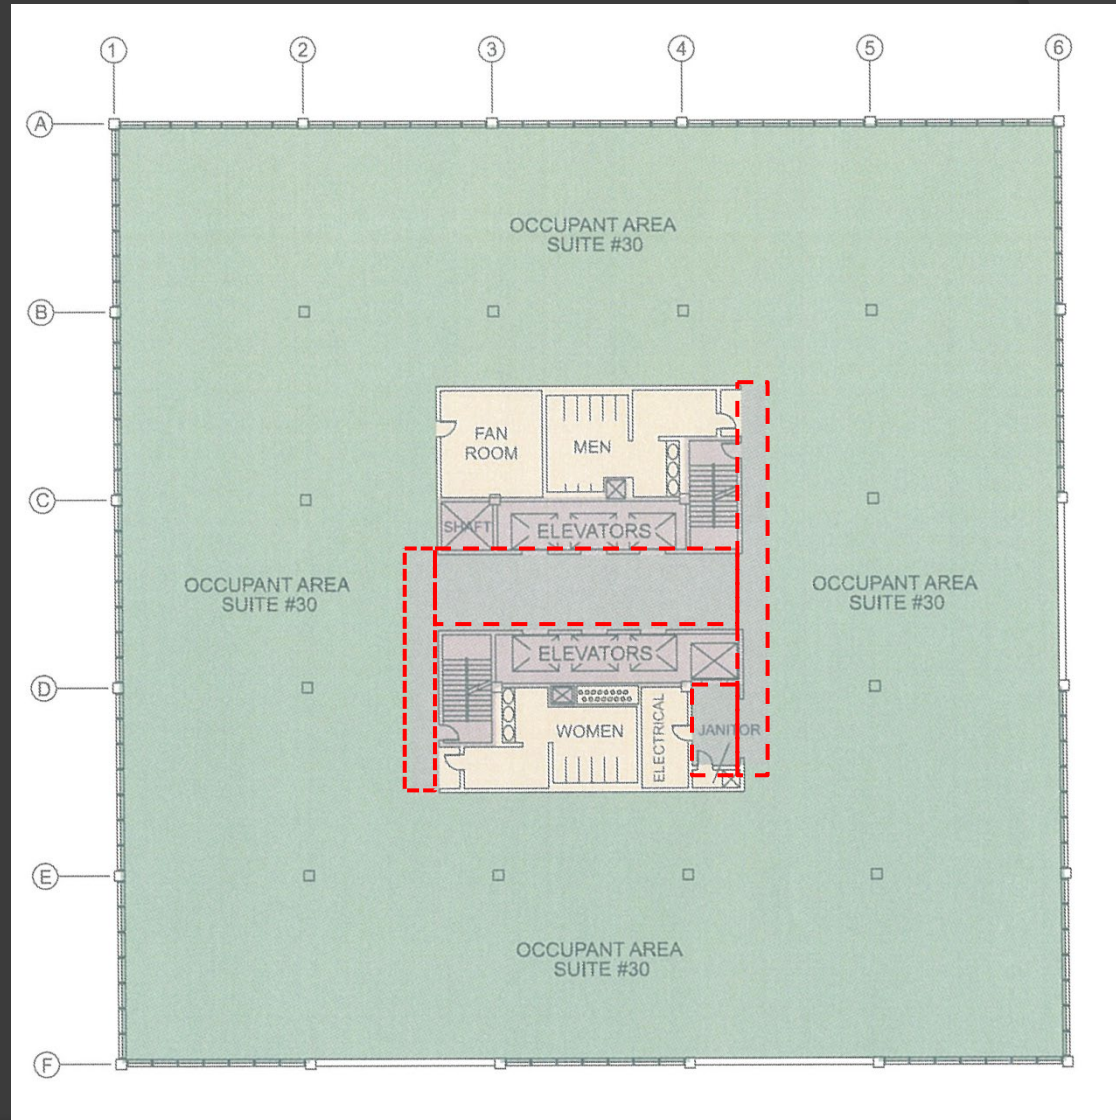 1 2 3 4 5 6
A
OCCUPANT AREA
SUITE #30
B
FAN
ROOM
MEN
C
SHAFT
ELEVATORS
OCCUPANT AREA
SUITE #30
OCCUPANT AREA
SUITE #30
ELEVATORS
D
WOMEN
ELECTRICAL
JANITOR
E
OCCUPANT AREA
SUITE #30
F